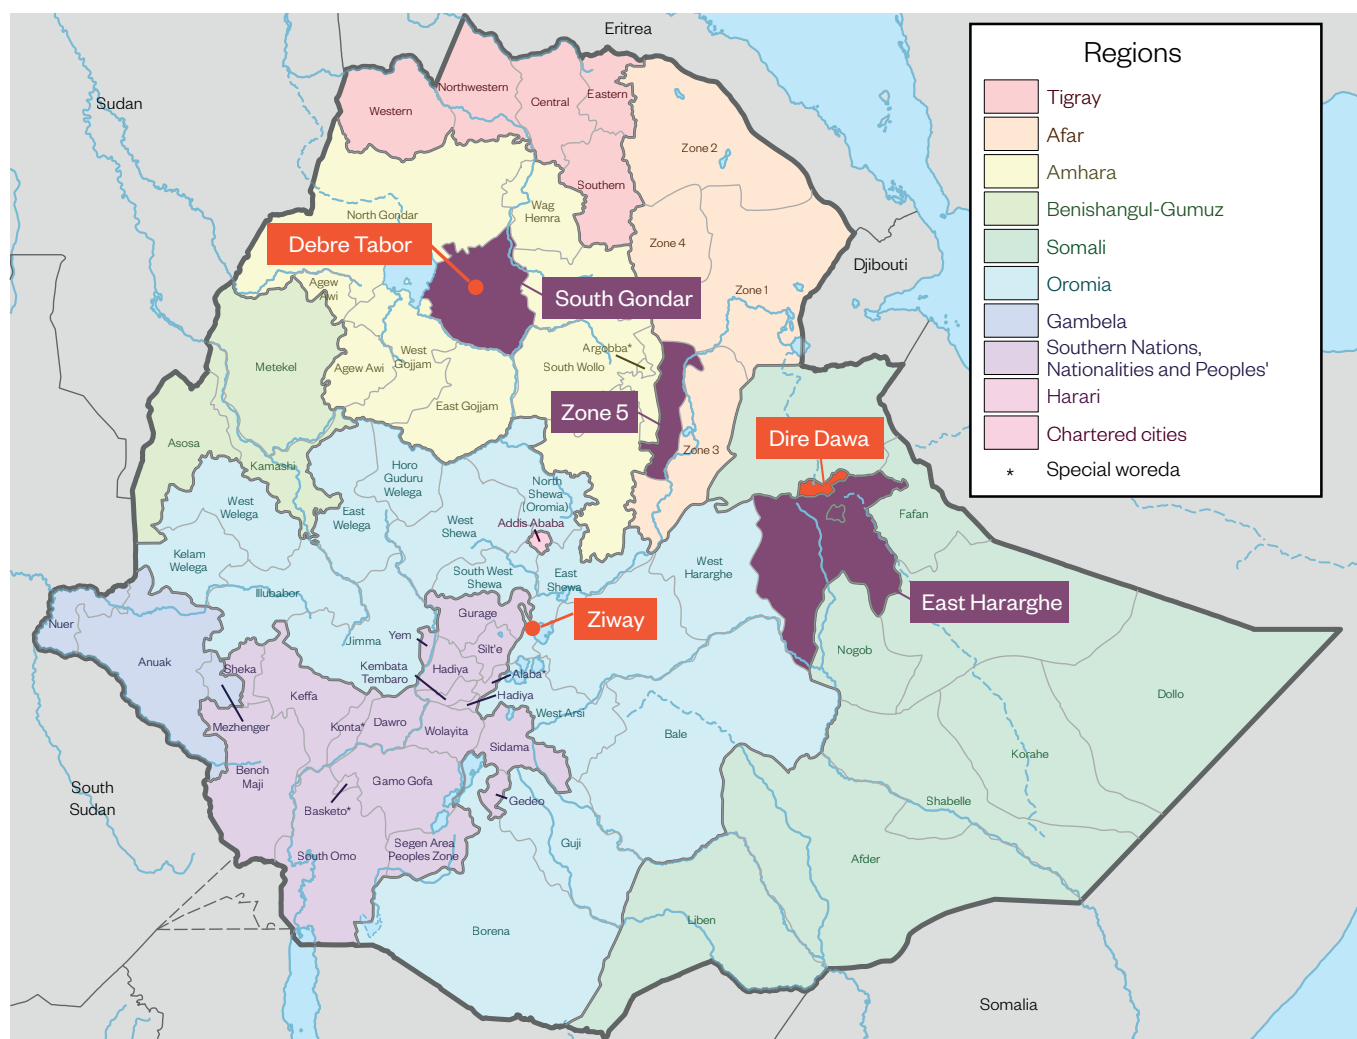 Eritrea
Sudan
Djibouti
South
Sudan
Somalia
Regions
Tigray
Afar
Amhara
Benishangul-Gumuz
Somali
Oromia
Gambela
Southern Nations,
Nationalities and Peoples'
Harari
Chartered cities
* Special woreda
Western
Northwestern
Central
Eastern
Southern
Zone 2
Zone 4
Zone 1
Zone 3
North Gondar
Wag
Hemra
Debre Tabor
South Gondar
Agew
Awi
Agew Awi
West
Gojjam
East Gojjam
South Wollo
Argobba*
Zone 5
Dire Dawa
Metekel
Asosa
Kamashi
Horo
Guduru
Welega
North
Shewa
(Oromia)
Addis Ababa
West
Welega
East
Welega
West
Shewa
Kelam
Welega
South West
Shewa
East
Shewa
West
Hararghe
Fafan
East Hararghe
Illubabor
Jimma
Nuer
Anuak
Gurage
Ziway
Yem
Silt'e
Kembata
Tembaro
Hadiya
Alaba*
Hadiya
Sheka
Mezhenger
Keffa
Konta*
Dawro
Wolayita
West Arsi
Sidama
Bale
Nogob
Dollo
Korahe
Shabelle
Bench
Maji
Basketo*
Gamo Gofa
Gedeo
South Omo
Segen Area
Peoples Zone
Guji
Afder
Liben
Borena